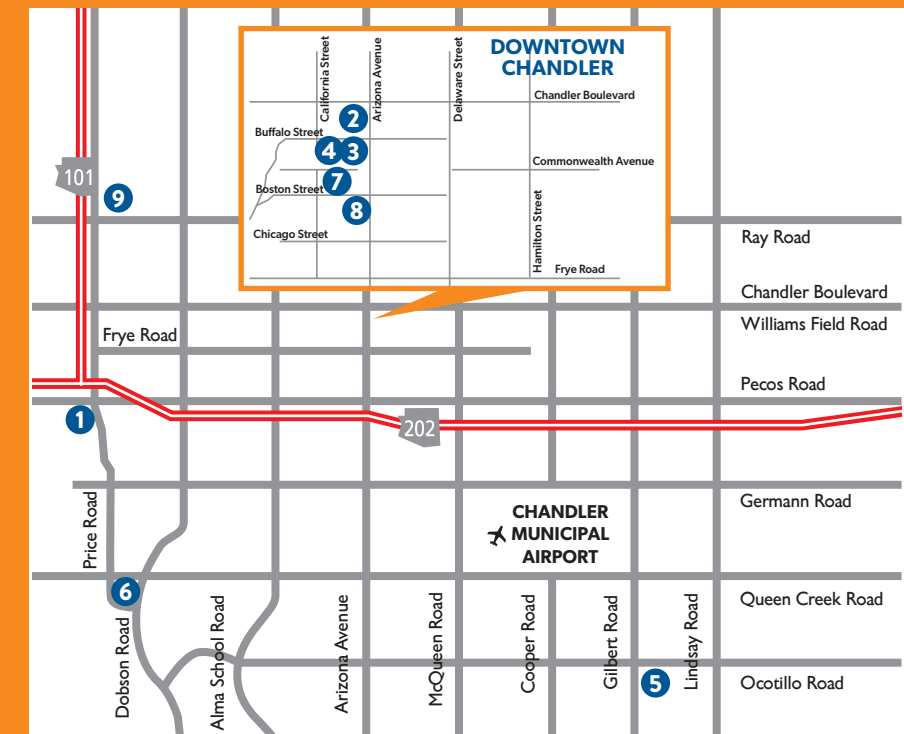 DOWNTOWN
CHANDLER
California Street
Arizona Avenue
Delaware Street
Chandler Boulevard
2
Buffalo Street
4
3
Commonwealth Avenue
7
Boston Street
8
Hamilton Street
Chicago Street
Frye Road
101
9
Ray Road
Chandler Boulevard
Williams Field Road
Frye Road
Pecos Road
1
202
Germann Road
CHANDLER
MUNICIPAL
AIRPORT
Price Road
6
Queen Creek Road
Dobson Road
Alma School Road
Arizona Avenue
McQueen Road
Cooper Road
Gilbert Road
5
Lindsay Road
Ocotillo Road